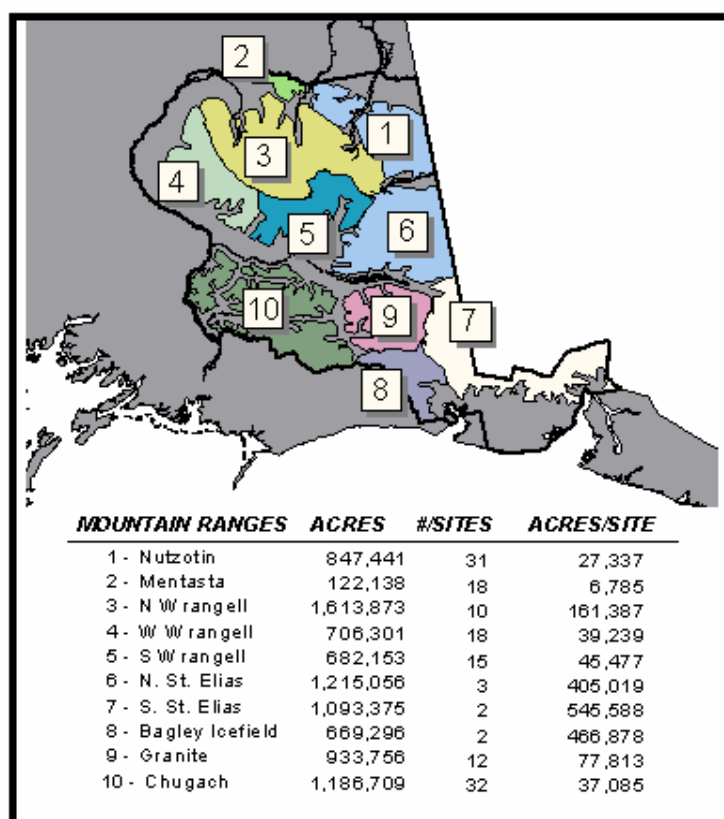 2
1
3
4
5
6
7
10
9
8
MOUNTAIN RANGES ACRES #/SITES ACRES/SITE
1 - Nutzotin 847,441 31 27,337
2 - Mentasta 122,138 18 6,785
3 - N Wrangell 1,613,873 10 161,387
4 - W Wrangell 706,301 18 39,239
5 - S Wrangell 682,153 15 45,477
6 - N. St. Elias 1,215,056 3 405,019
7 - S. St. Elias 1,093,375 2 545,588
8 - Bagley Icefield 669,296 2 466,878
9 - Granite 933,756 12 77,813
10 - Chugach 1,186,709 32 37,085